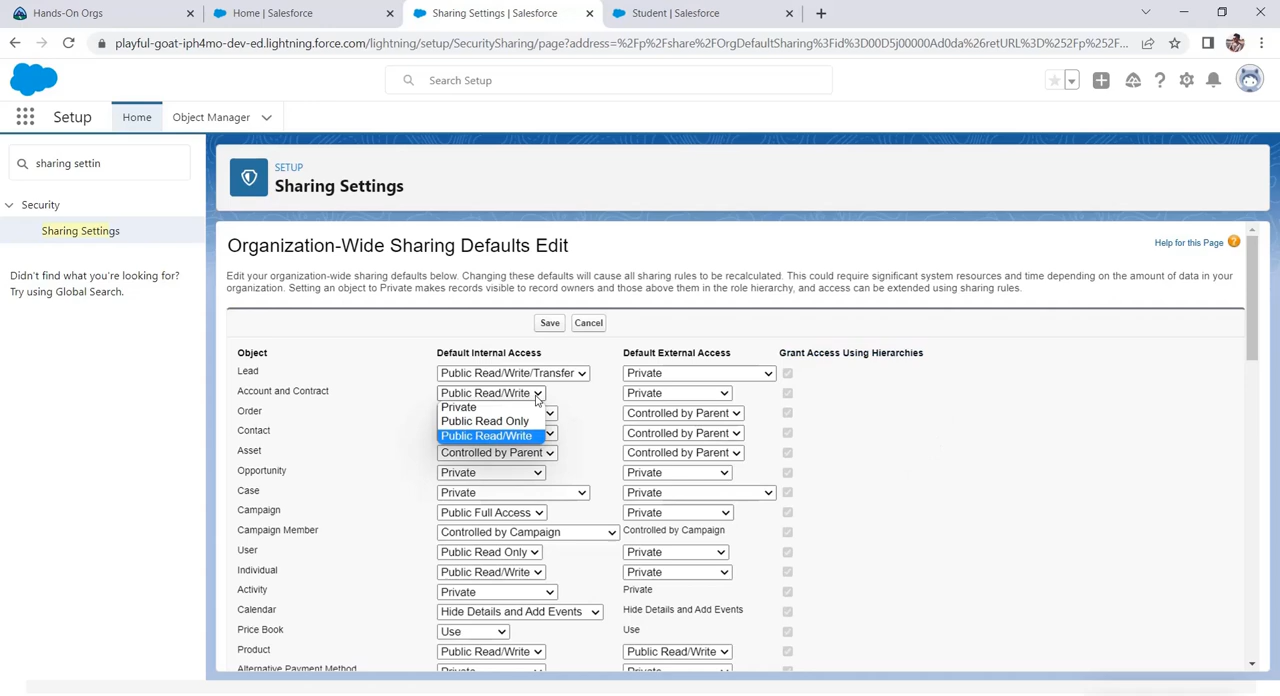 Hands-On Orgs
Home | Salesforce
Sharing Settings | Salesforce
Student | Salesforce
playful-goat-iph4mo-dev-ed.lightning.force.com/lightning/setup/SecuritySharing/page?address=%2Fp%2Fshare%2FOrgDefaultSharing%3Fid%3D00D5j00000Ad0da%26retURL%3D%252Fp%252F...
Search Setup
Setup
Home
Object Manager
sharing settin
Security
Sharing Settings
Didn't find what you're looking for?
Try using Global Search.
SETUP
Sharing Settings
Organization-Wide Sharing Defaults Edit
Help for this Page
Edit your organization-wide sharing defaults below. Changing these defaults will cause all sharing rules to be recalculated. This could require significant system resources and time depending on the amount of data in your
organization. Setting an object to Private makes records visible to record owners and those above them in the role hierarchy, and access can be extended using sharing rules.
Save Cancel
Object Default Internal Access Default External Access Grant Access Using Hierarchies
Lead Public Read/Write/Transfer Private
Account and Contract Public Read/Write Private
Private
Public Read Only
Public Read/Write
Order Controlled by Parent
Contact Controlled by Parent
Asset Controlled by Parent Controlled by Parent
Opportunity Private Private
Case Private Private
Campaign Public Full Access Private
Campaign Member Controlled by Campaign Controlled by Campaign
User Public Read Only Private
Individual Public Read/Write Private
Activity Private Private
Calendar Hide Details and Add Events Hide Details and Add Events
Price Book Use Use
Product Public Read/Write Public Read/Write
Alternative Payment Method Private Private